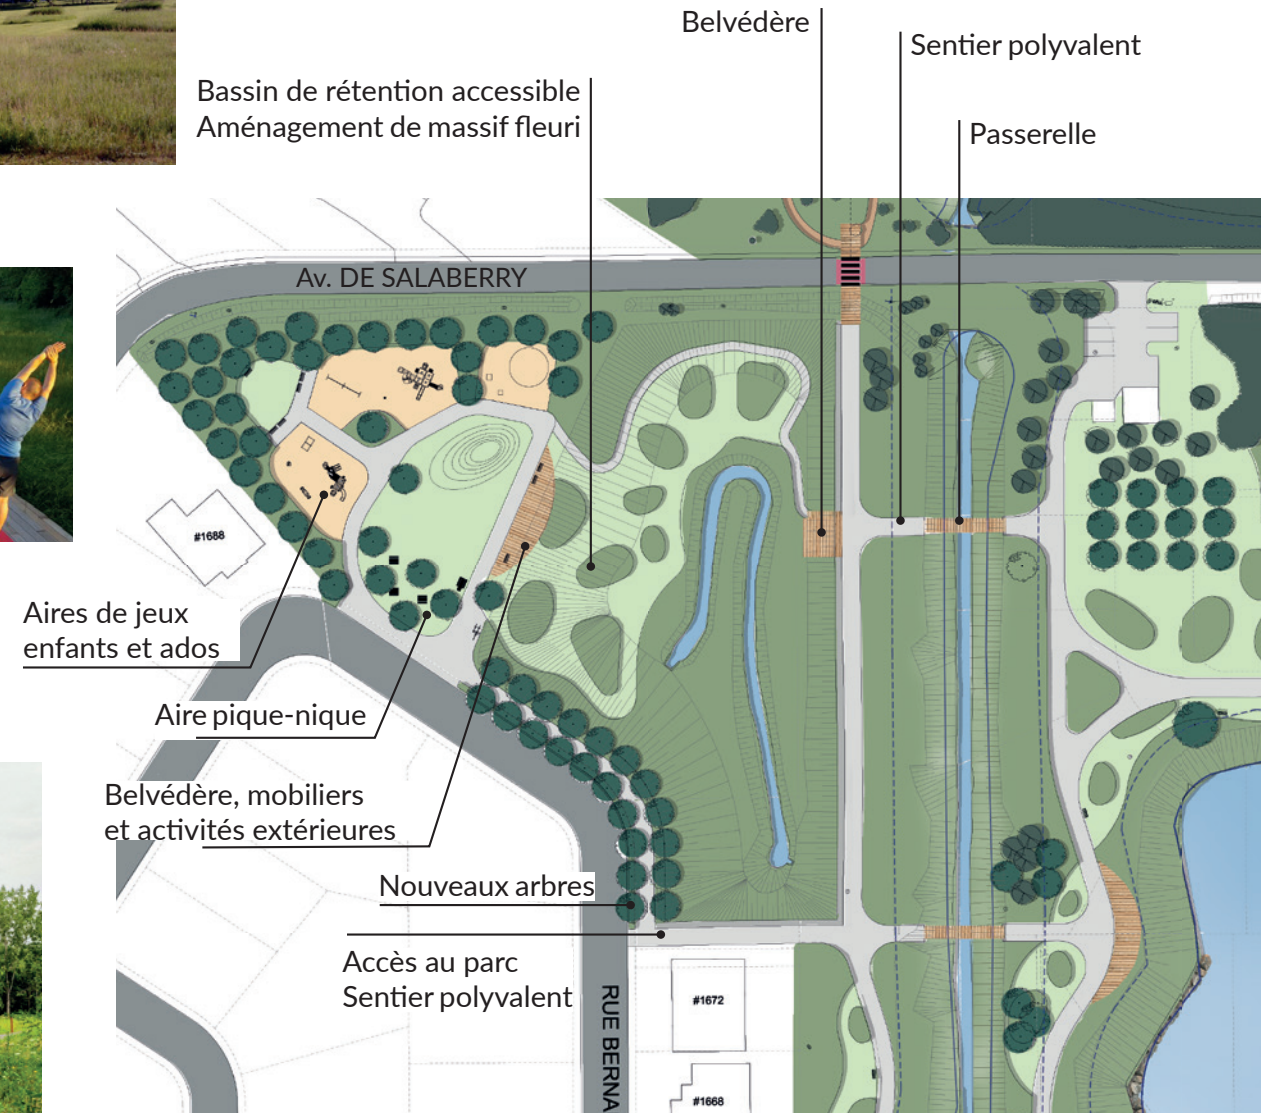 Belvédère
Sentier polyvalent
Bassin de rétention accessible
Aménagement de massif fleuri
Passerelle
Av. DE SALABERRY
#1688
Aires de jeux
enfants et ados
Aire pique-nique
Belvédère, mobiliers
et activités extérieures
Nouveaux arbres
Accès au parc
Sentier polyvalent
RUE BERNA
#1672
#1668